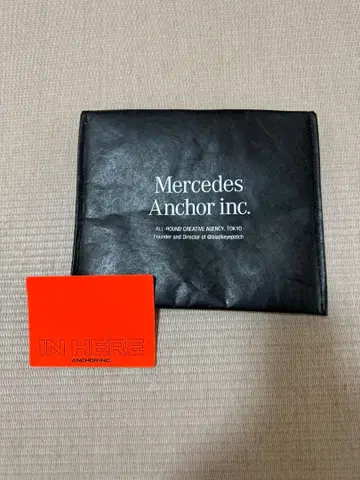 Mercedes
Anchor inc.
ALL-ROUND CREATIVE AGENCY, TOKYO
Founder and Director of @blackeyepatch
IN HERE
ANCHOR INC.